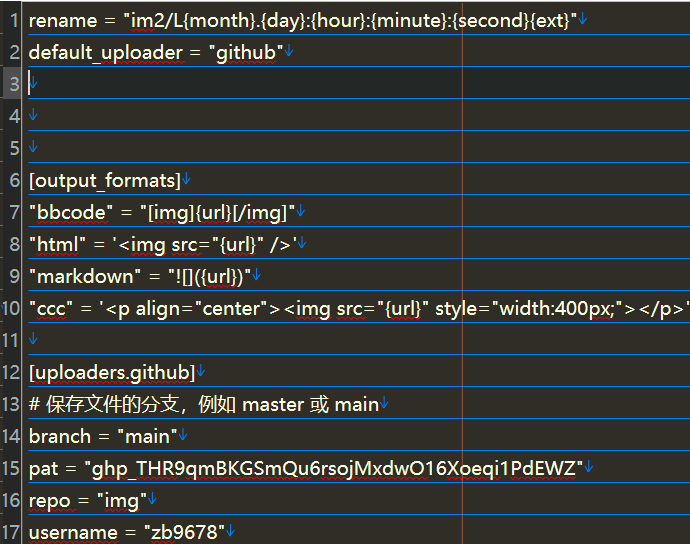 1 rename = "im2/L{month}.{day}:{hour}:{minute}:{second}{ext}"
2 default_uploader = "github"
3
4
5
6 [output_formats]
7 "bbcode" = "[img]{url}[/img]"
8 "html" = '<img src="{url}" />'
9 "markdown" = "![]({url})"
10 "ccc" = '<p align="center"><img src="{url}" style="width:400px;"></p>'
11
12 [uploaders.github]
13 # 保存文件的分支，例如 master 或 main
14 branch = "main"
15 pat = "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"
16 repo = "img"
17 username = "zb9678"